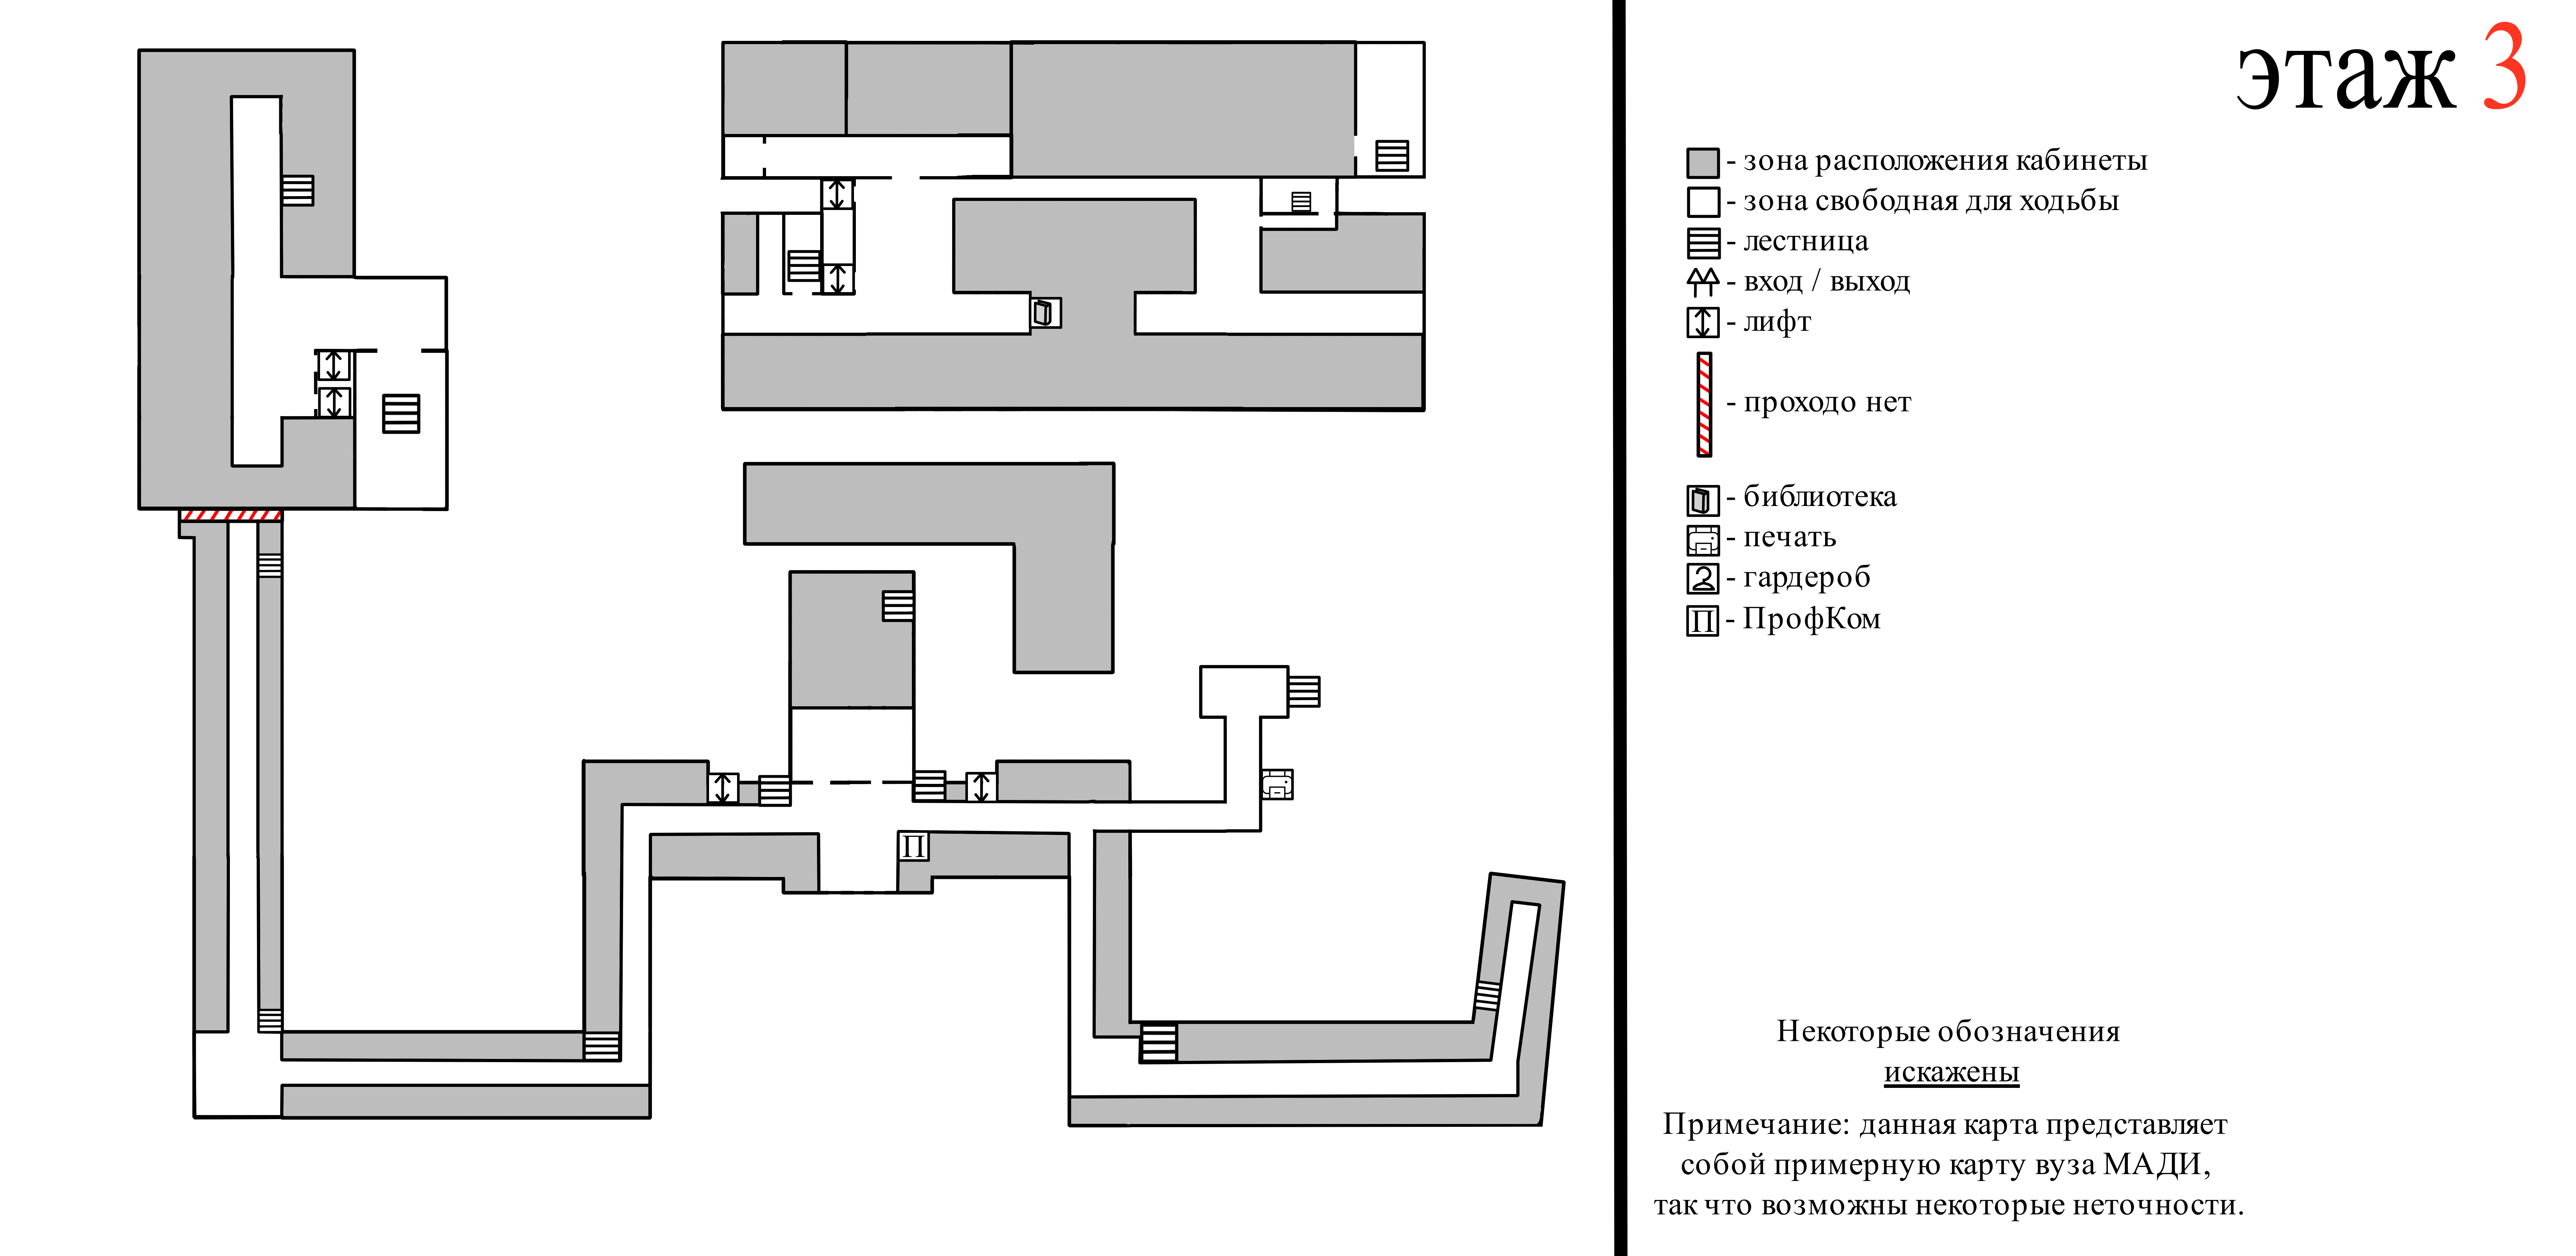 этаж 3
- зона расположения кабинеты
- зона свободная для ходьбы
- лестница
- вход / выход
- лифт
- проходо нет
- библиотека
- печать
- гардероб
П - ПрофКом
П
Некоторые обозначения
искажены
Примечание: данная карта представляет
собой примерную карту вуза МАДИ,
так что возможны некоторые неточности.